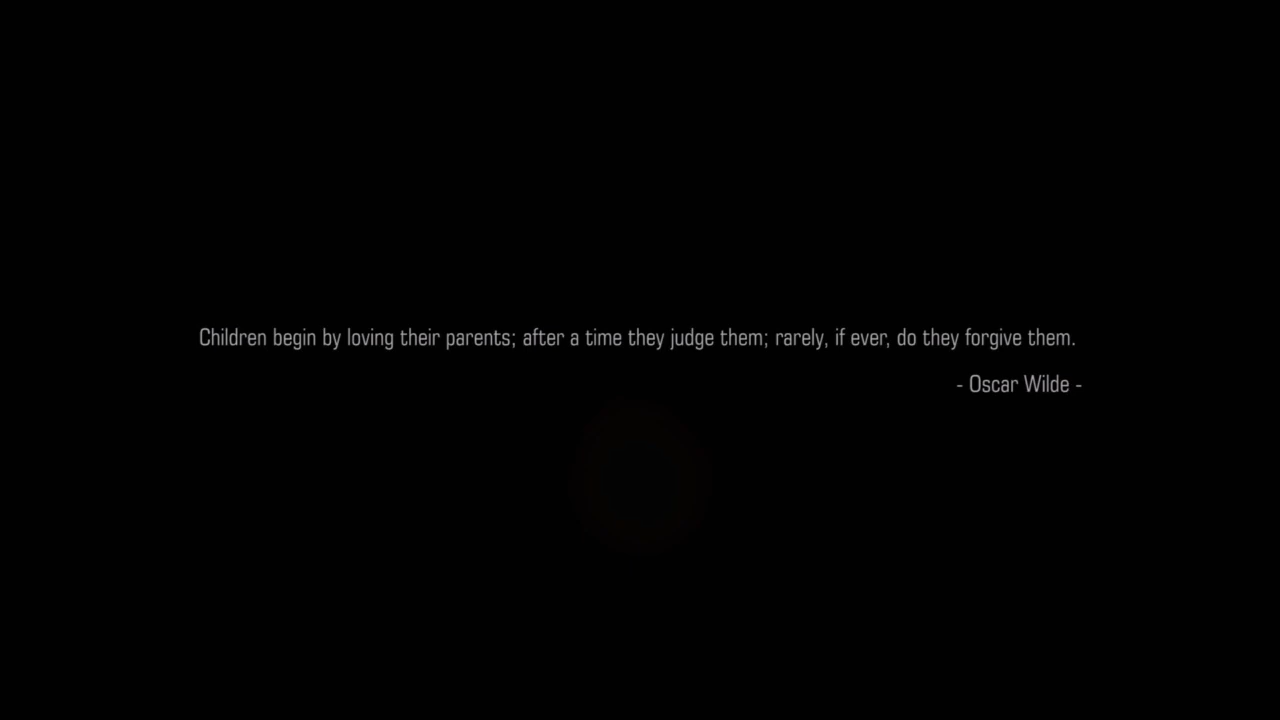 Children begin by loving their parents; after a time they judge them; rarely, if ever, do they forgive them.
- Oscar Wilde -